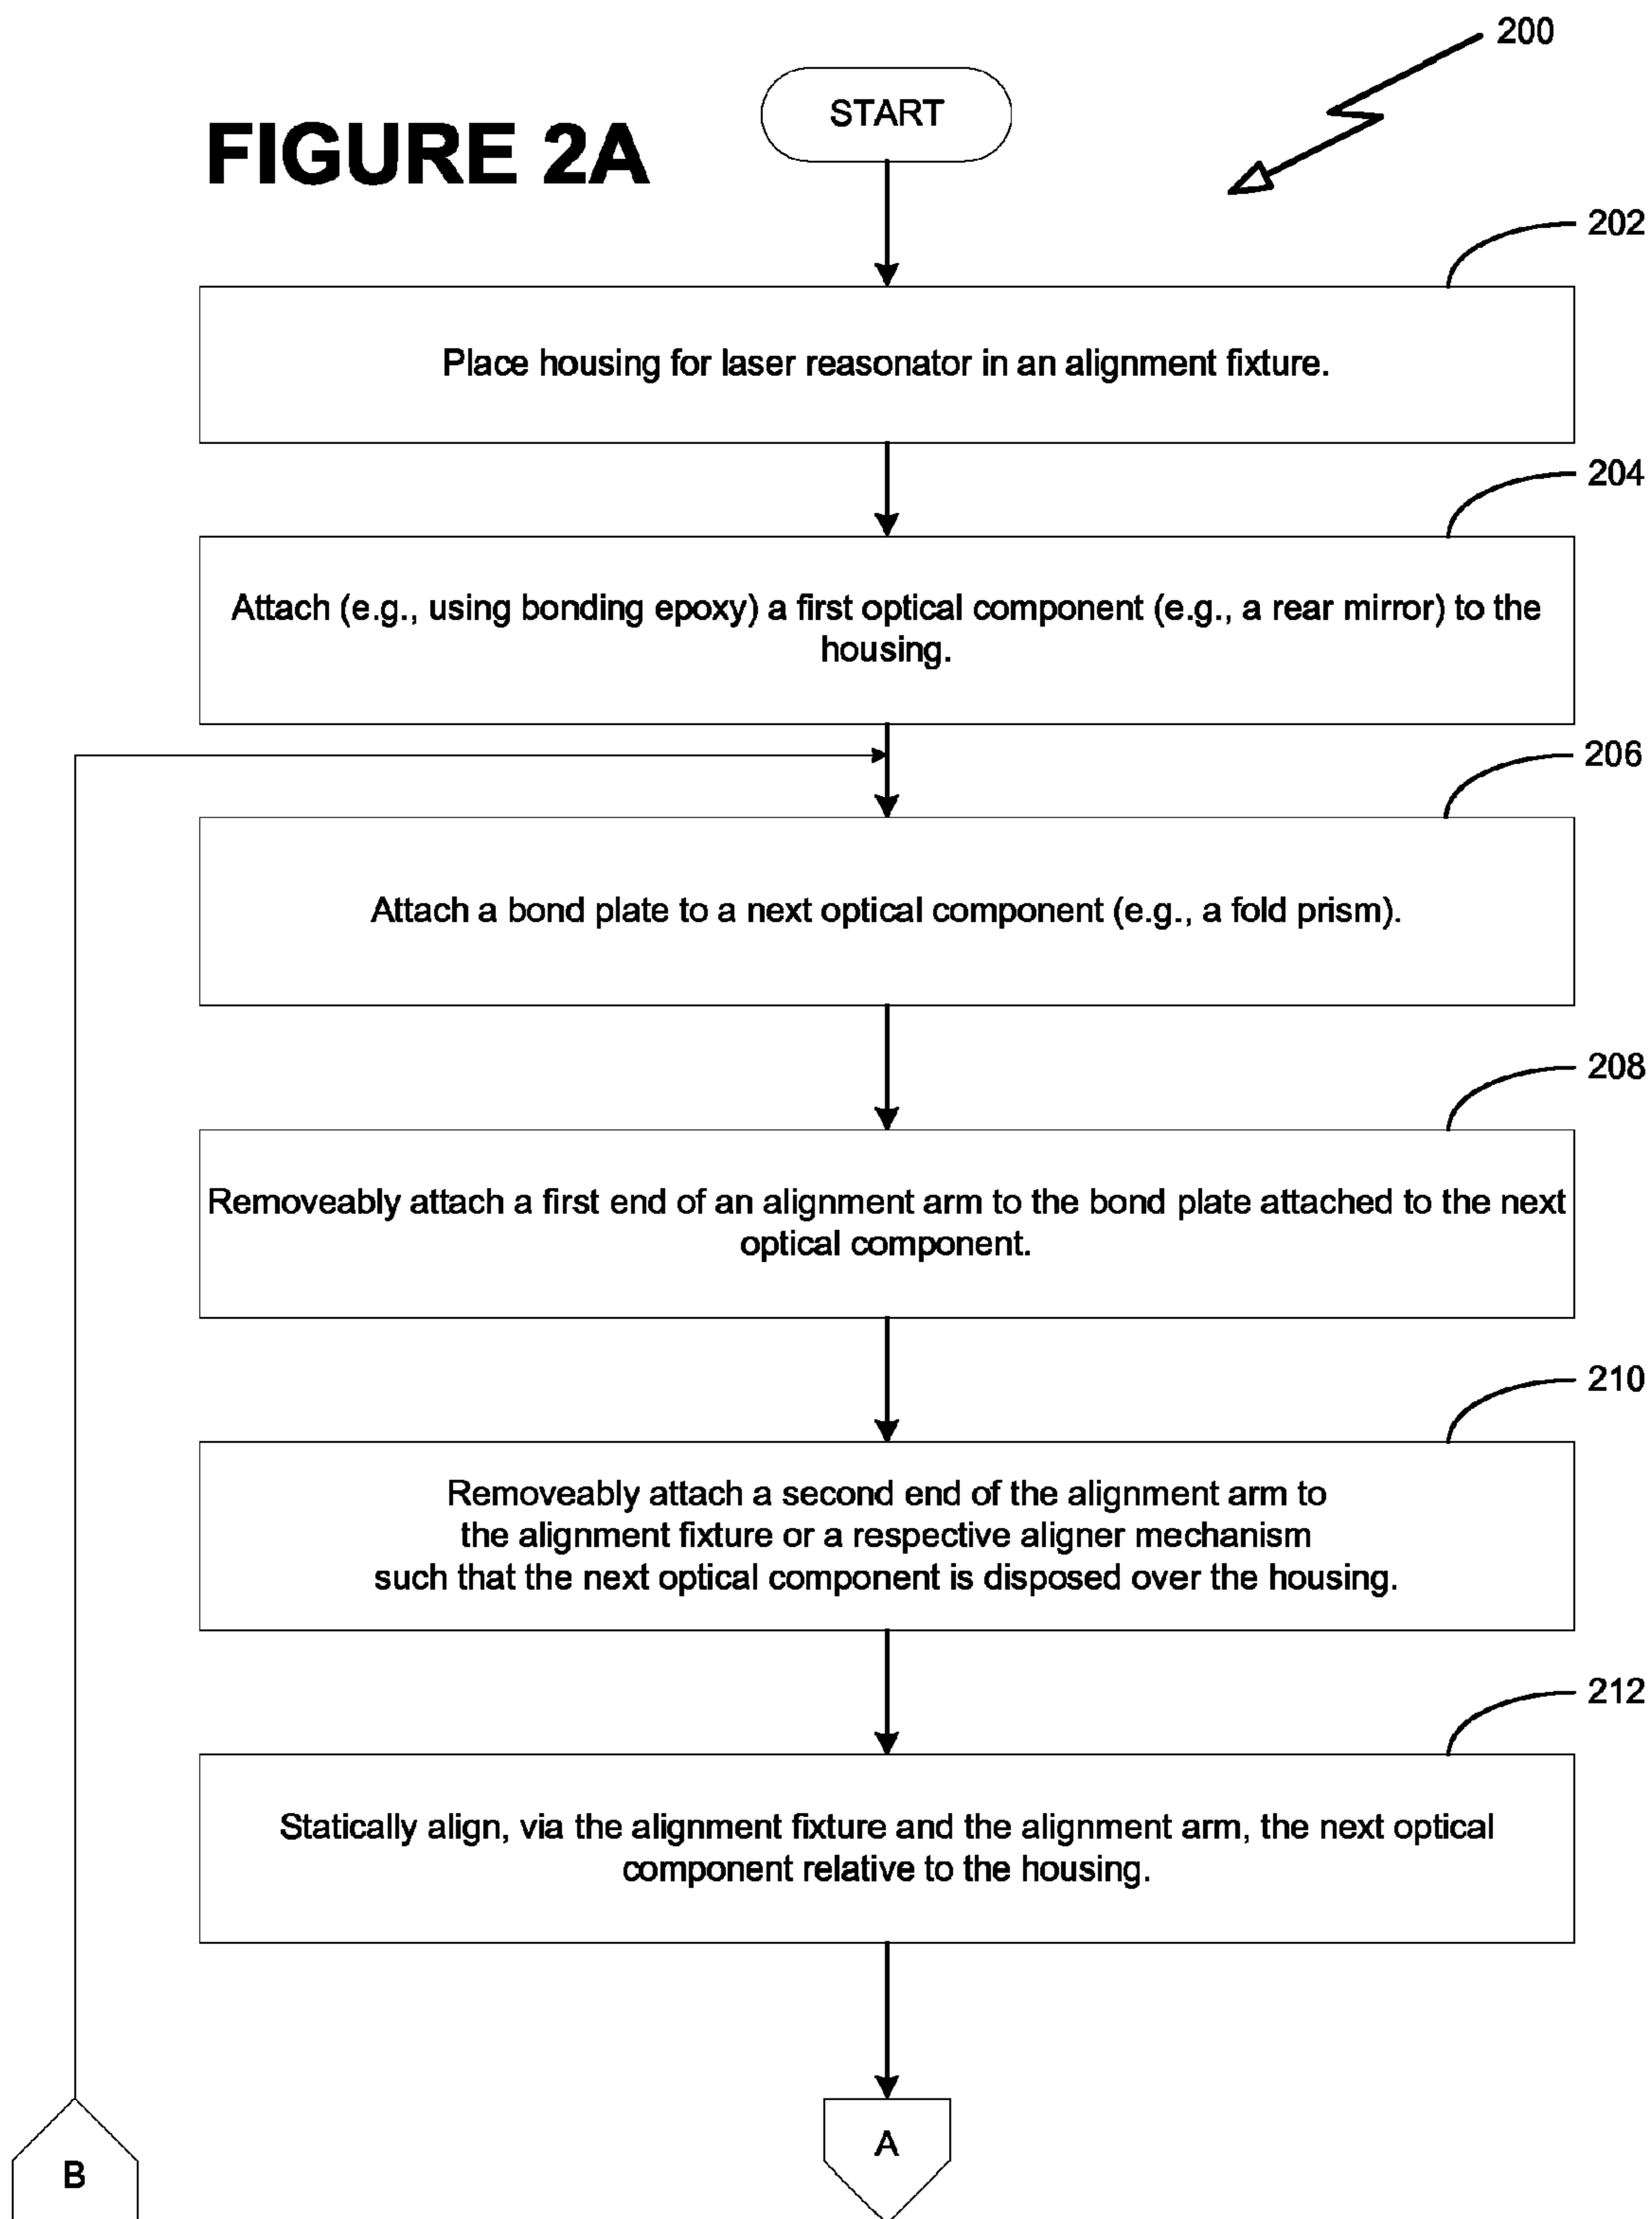 200
START
FIGURE 2A
202
Place housing for laser reasonator in an alignment fixture.
204
Attach (e.g., using bonding epoxy) a first optical component (e.g., a rear mirror) to the
housing.
206
Attach a bond plate to a next optical component (e.g., a fold prism).
208
Removeably attach a first end of an alignment arm to the bond plate attached to the next
optical component.
210
Removeably attach a second end of the alignment arm to
the alignment fixture or a respective aligner mechanism
such that the next optical component is disposed over the housing.
212
Statically align, via the alignment fixture and the alignment arm, the next optical
component relative to the housing.
A
B